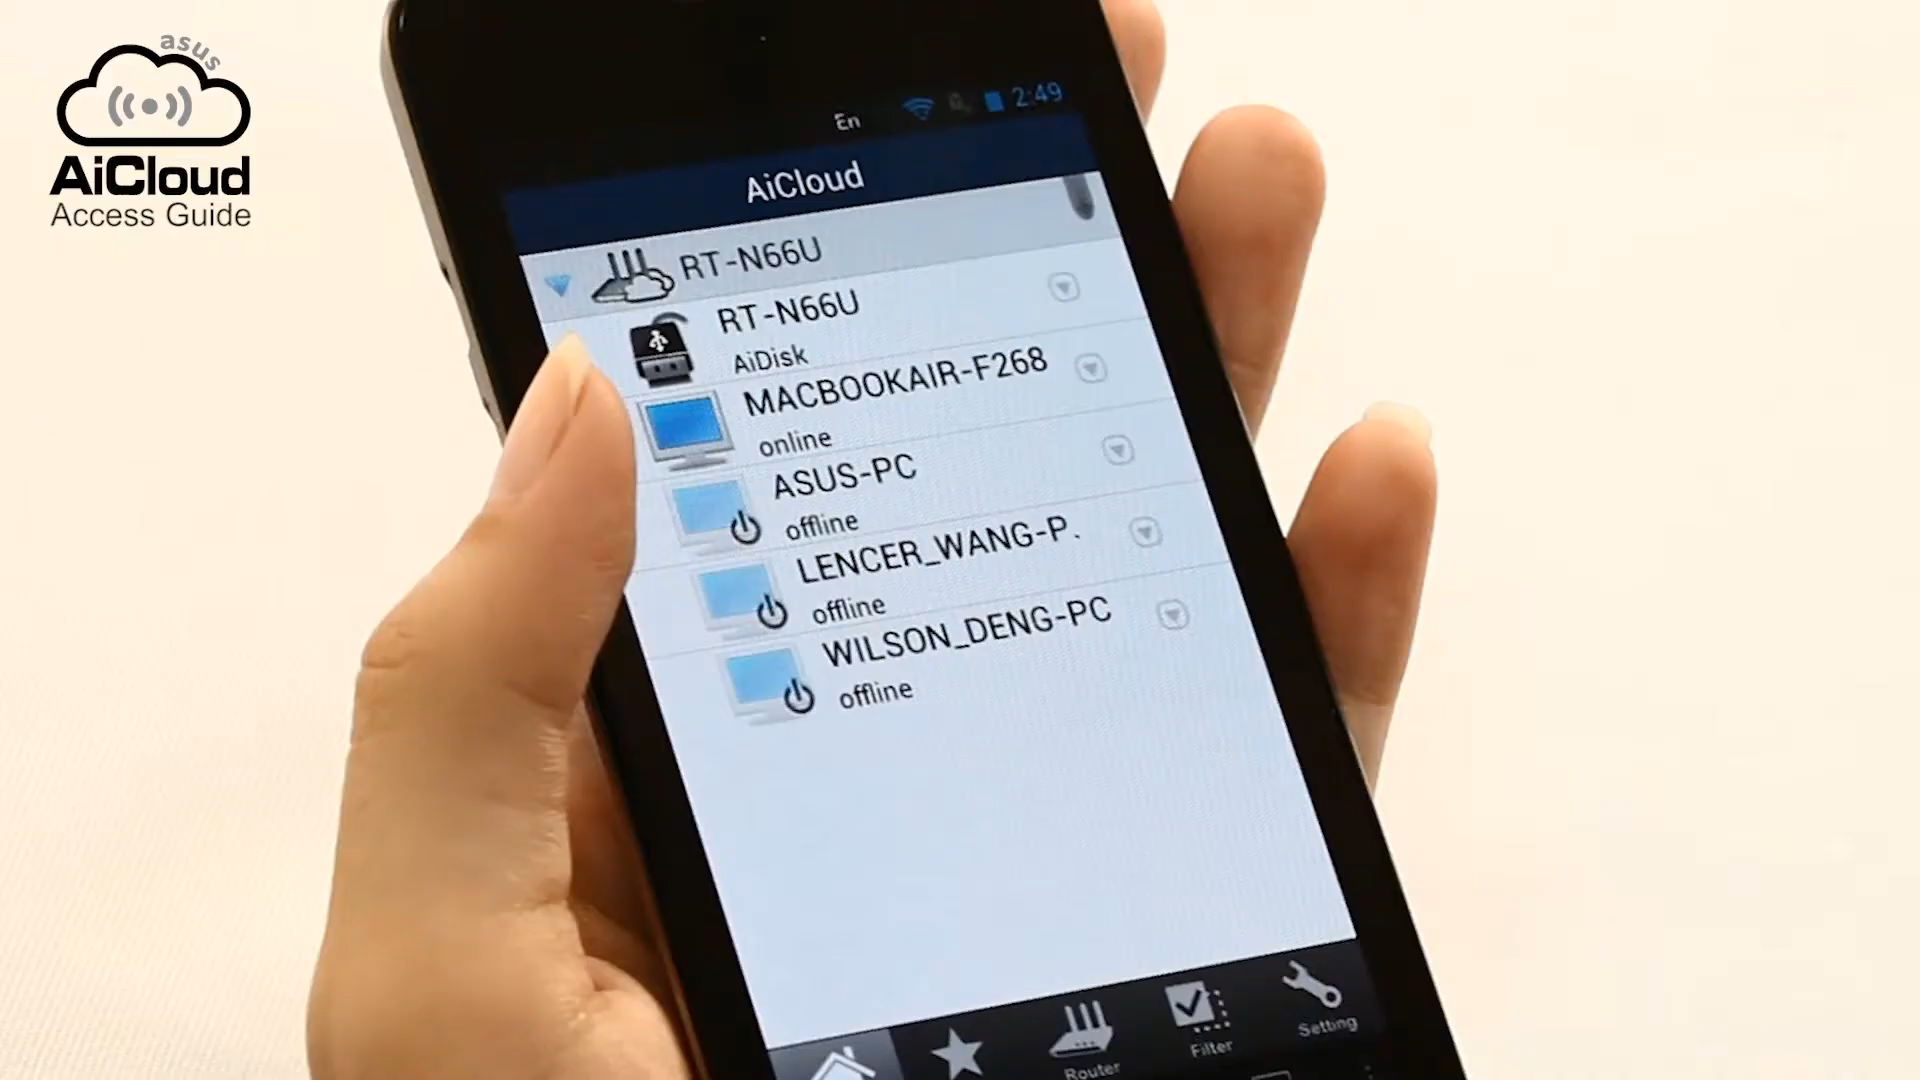 asus
AiCloud
Access Guide
En
2:49
AiCloud
RT-N66U
RT-N66U
AiDisk
MACBOOKAIR-F268
online
ASUS-PC
offline
LENCER_WANG-P.
offline
WILSON_DENG-PC
offline
Router
Filter
Setting